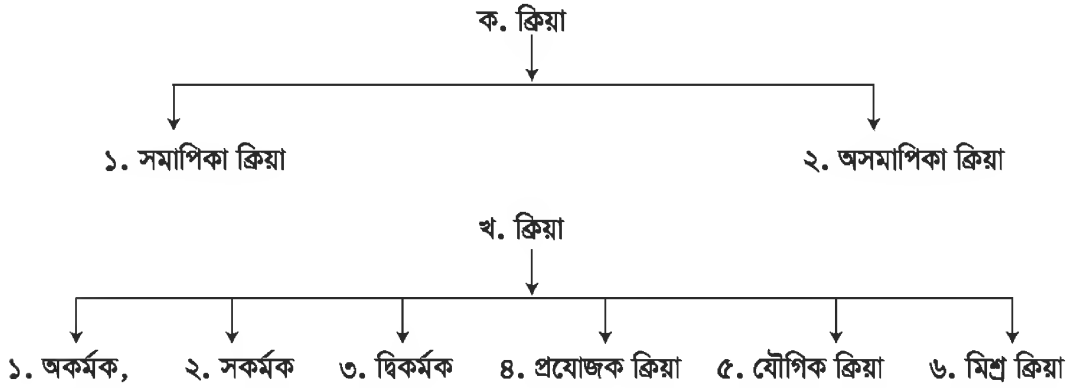 ক. ক্রিয়া
১. সমাপিকা ক্রিয়া ২. অসমাপিকা ক্রিয়া
খ. ক্রিয়া
১. অকর্মক, ২. সকর্মক ৩. দ্বিকর্মক ৪. প্রযোজক ক্রিয়া ৫. যৌগিক ক্রিয়া ৬. মিশ্র ক্রিয়া